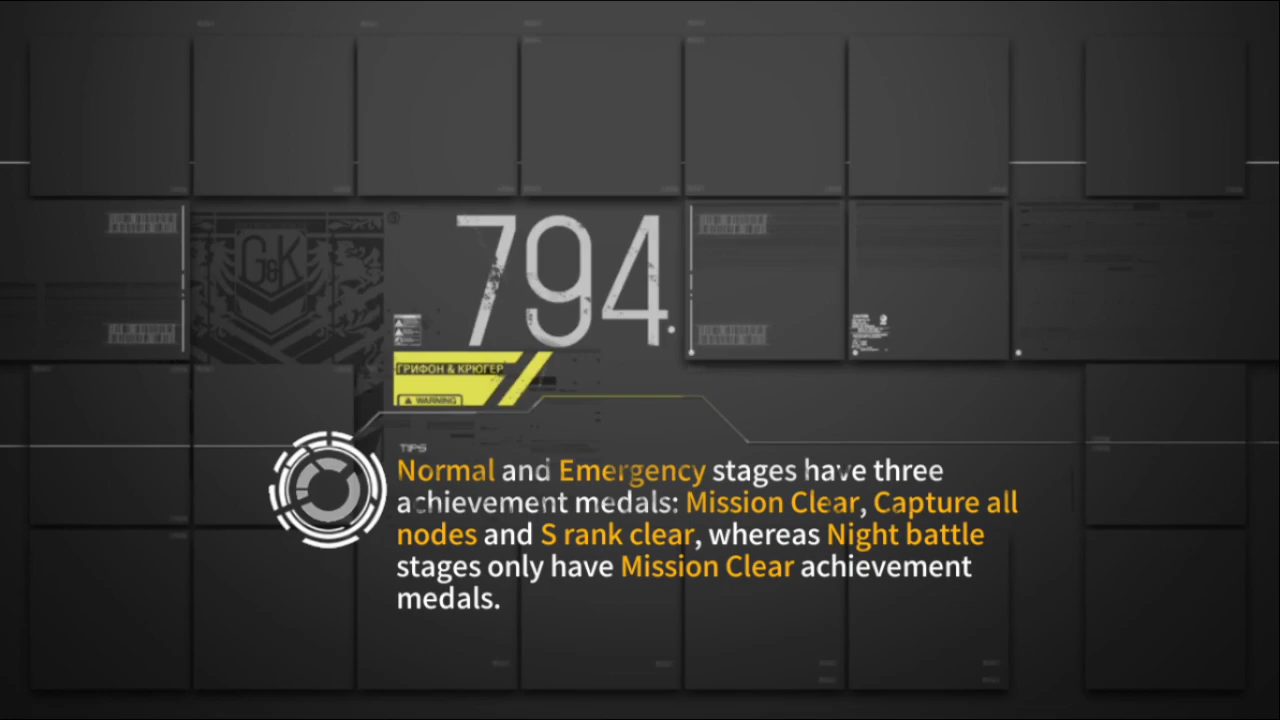 G&K
794.
ГРИФОН & КРЮГЕР
WARNING
TIPS
Normal and Emergency stages have three
achievement medals: Mission Clear, Capture all
nodes and S rank clear, whereas Night battle
stages only have Mission Clear achievement
medals.